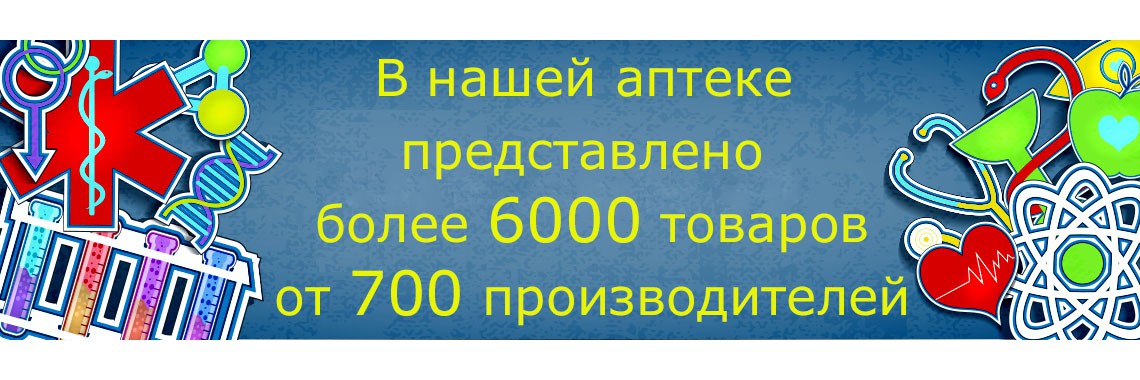 В нашей аптеке
представлено
более 6000 товаров
от 700 производителей